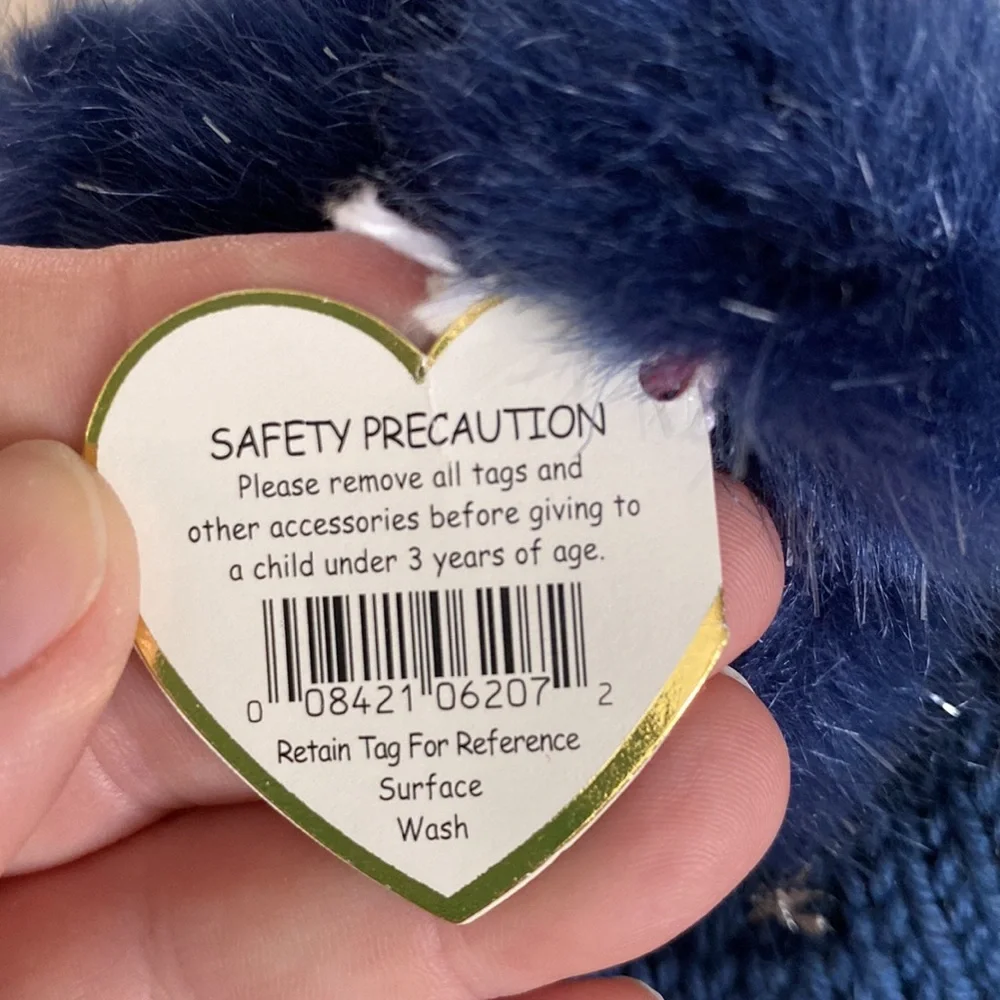 SAFETY PRECAUTION
Please remove all tags and
other accessories before giving to
a child under 3 years of age.
0 08421 06207 2
Retain Tag For Reference
Surface
Wash